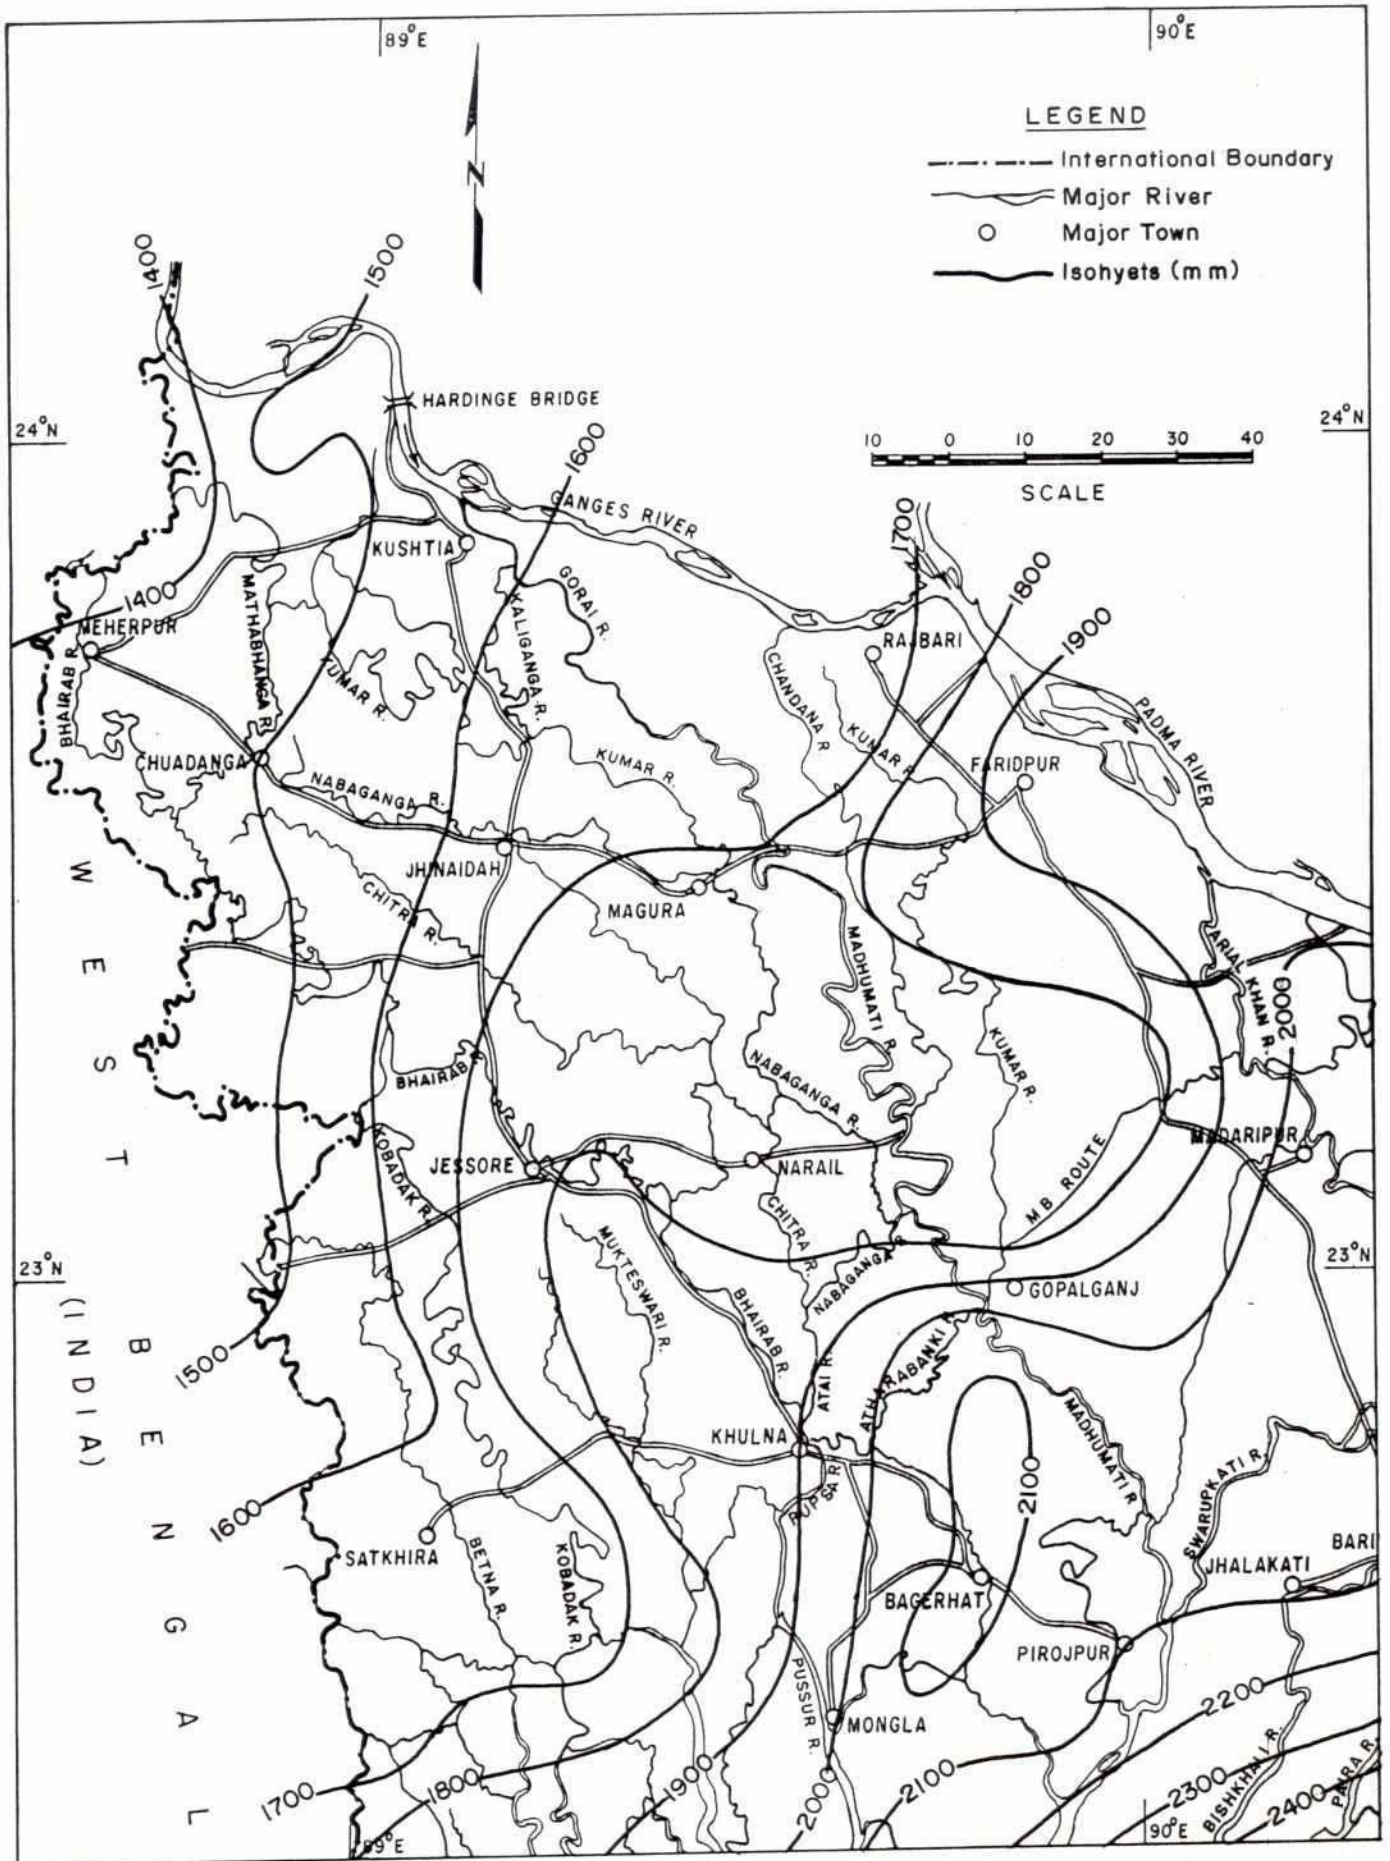 89°E
90°E
LEGEND
International Boundary
Major River
Major Town
Isohyets (mm)
N
1400
1500
HARDINGE BRIDGE
24°N
24°N
1600
10 0 10 20 30 40
SCALE
GANGES RIVER
1700
KUSHTIA
1800
1400
MEHERPUR
MATHABHANGA R.
KALIGANGA R.
GORAI R.
1900
RAJBARI
BHAIRAB R.
KUMAR R.
CHANDANA R
KUMAR R.
PADMA RIVER
CHUADANGA
KUMAR R.
FARIDPUR
NABAGANGA R.
JHINAIDAH
CHITRA R.
MAGURA
MADHUMATI R.
ARIAL KHAN R.
2000
BHAIRAB R.
NABAGANGA R.
KUMAR R.
KOBADAK R.
JESSORE
NARAIL
MADARIPUR
M B ROUTE
CHITRA R.
NABAGANGA R
MUKTESWARI R.
23°N
23°N
GOPALGANJ
BHAIRAB R.
1500
ATAI R.
ATHARABANKI R
MADHUMATI R
KHULNA
RUPSA R
2100
SWARUPKATI R.
1600
SATKHIRA
BETNA R.
KOBADAK R.
BARI
JHALAKATI
BAGERHAT
PIROJPUR
PUSSUR R.
MONGLA
2200
1700
1800
1900
200
2100
2300
2400
BISHKHALI R.
PAIRA R.
89°E
90°E
WEST BENGAL
(INDIA)